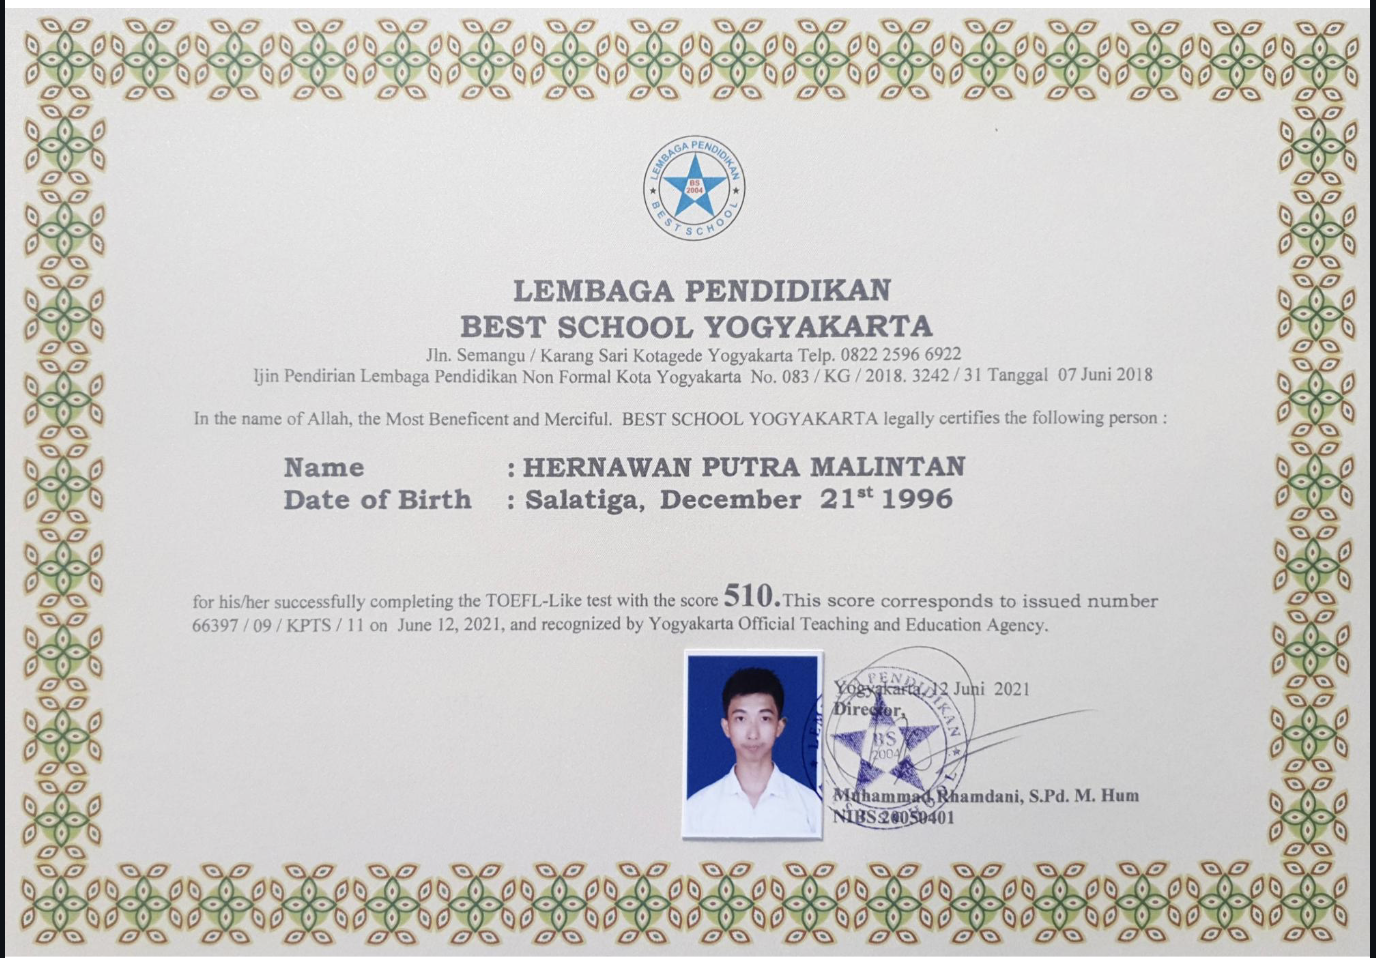 LEMBAGA PENDIDIKAN
BS
2004
BEST SCHOOL
LEMBAGA PENDIDIKAN
BEST SCHOOL YOGYAKARTA
Jln. Semangu / Karang Sari Kotagede Yogyakarta Telp. 0822 2596 6922
Ijin Pendirian Lembaga Pendidikan Non Formal Kota Yogyakarta No. 083 / KG / 2018. 3242 / 31 Tanggal 07 Juni 2018
In the name of Allah, the Most Beneficent and Merciful. BEST SCHOOL YOGYAKARTA legally certifies the following person :
Name : HERNAWAN PUTRA MALINTAN
Date of Birth : Salatiga, December 21st 1996
for his/her successfully completing the TOEFL-Like test with the score 510. This score corresponds to issued number
66397 / 09 / KPTS / 11 on June 12, 2021, and recognized by Yogyakarta Official Teaching and Education Agency.
Yogyakarta, 12 Juni 2021
Director,
PENDIDIKAN
BS
2004
Muhammad Rhamdani, S.Pd. M. Hum
NIBS 20050401